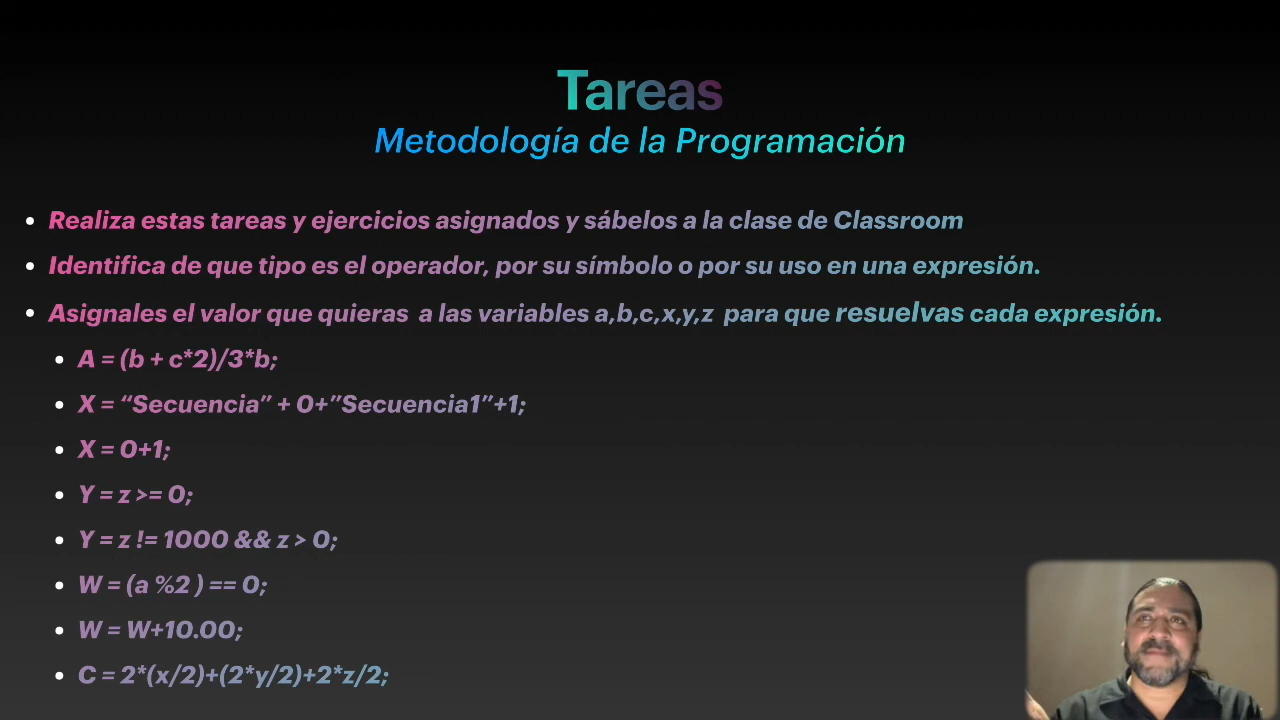 Tareas
Metodología de la Programación
Realiza estas tareas y ejercicios asignados y sábelos a la clase de Classroom
Identifica de que tipo es el operador, por su símbolo o por su uso en una expresión.
Asignales el valor que quieras a las variables a,b,c,x,y,z para que resuelvas cada expresión.
A = (b + c*2)/3*b;
X = “Secuencia” + 0+”Secuencia1”+1;
X = 0+1;
Y = z >= 0;
Y = z != 1000 && z > 0;
W = (a %2 ) == 0;
W = W+10.00;
C = 2*(x/2)+(2*y/2)+2*z/2;